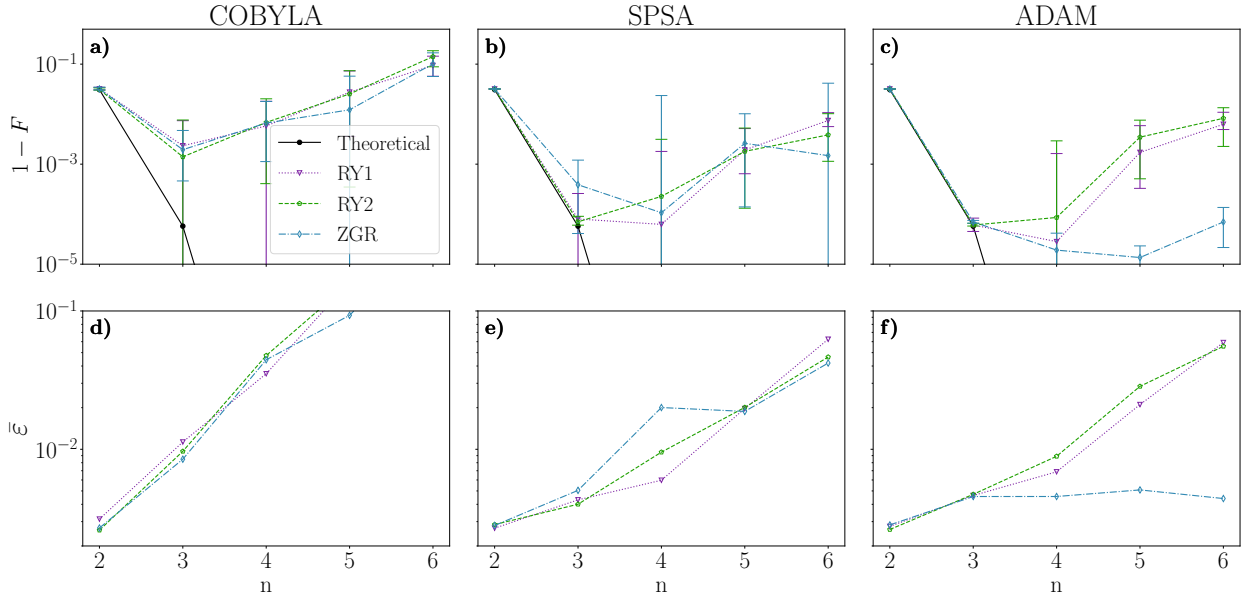 COBYLA SPSA ADAM
a) b) c)
10⁻¹
10⁻³
10⁻⁵
1 − F
Theoretical
RY1
RY2
ZGR
d) e) f)
10⁻¹
10⁻²
ε̄
2 3 4 5 6 2 3 4 5 6 2 3 4 5 6
n n n